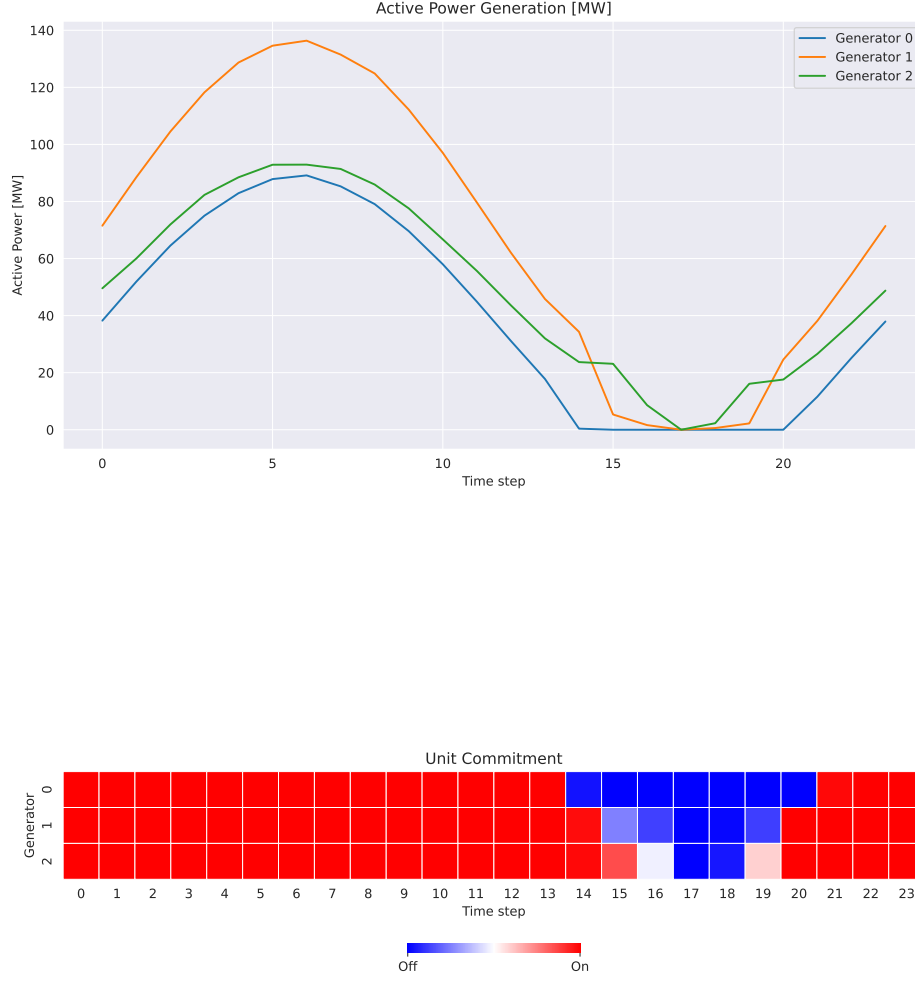 Active Power Generation [MW]
Generator 0
Generator 1
Generator 2
140
120
100
80
60
40
20
0
Active Power [MW]
0 5 10 15 20
Time step
Unit Commitment
Generator
0
1
2
0 1 2 3 4 5 6 7 8 9 10 11 12 13 14 15 16 17 18 19 20 21 22 23
Time step
Off On